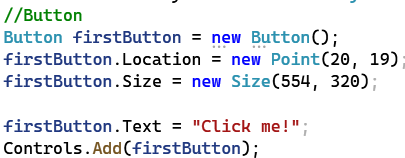 //Button
Button firstButton = new Button();
firstButton.Location = new Point(20, 19);
firstButton.Size = new Size(554, 320);
firstButton.Text = "Click me!";
Controls.Add(firstButton);